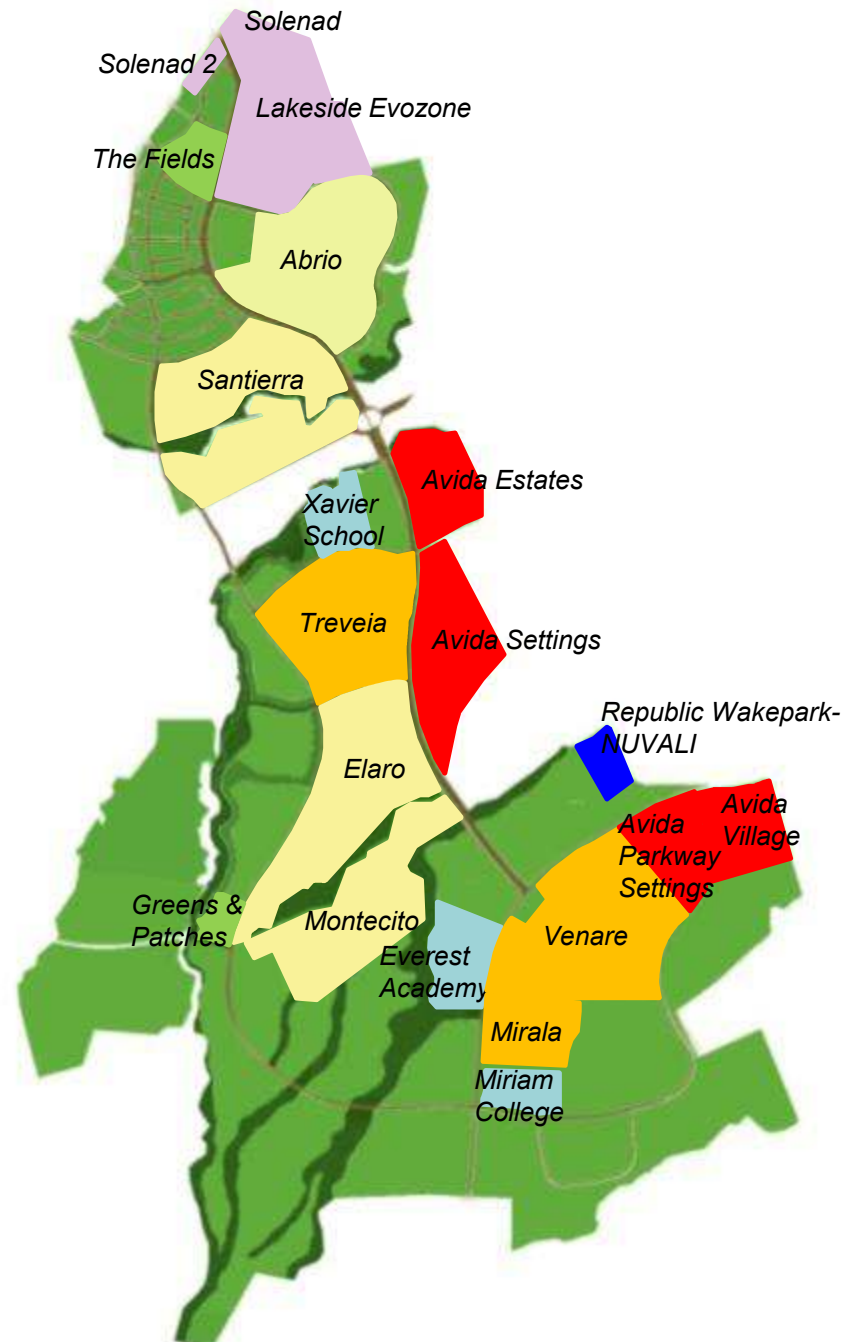 Solenad
Solenad 2
Lakeside Evozone
The Fields
Abrio
Santierra
Avida Estates
Xavier
School
Treveia
Avida Settings
Republic Wakepark-
NUVALI
Elaro
Avida
Village
Avida
Parkway
Settings
Greens &
Patches
Montecito
Venare
Everest
Academy
Mirala
Miriam
College